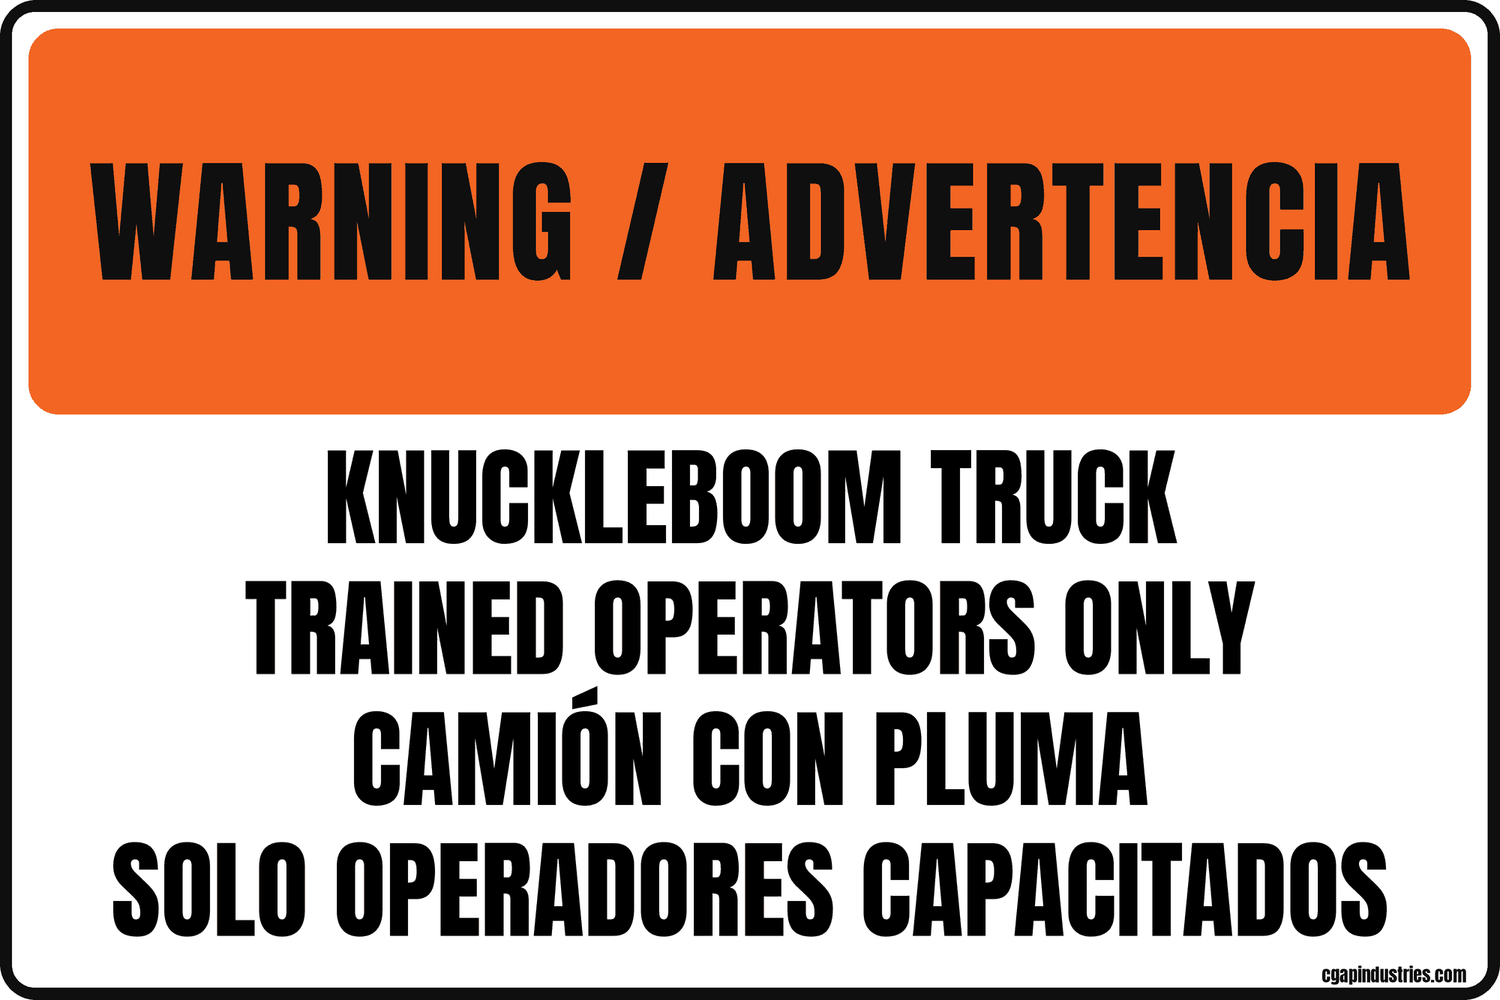 WARNING / ADVERTENCIA
KNUCKLEBOOM TRUCK
TRAINED OPERATORS ONLY
CAMIÓN CON PLUMA
SOLO OPERADORES CAPACITADOS
cgapindustries.com